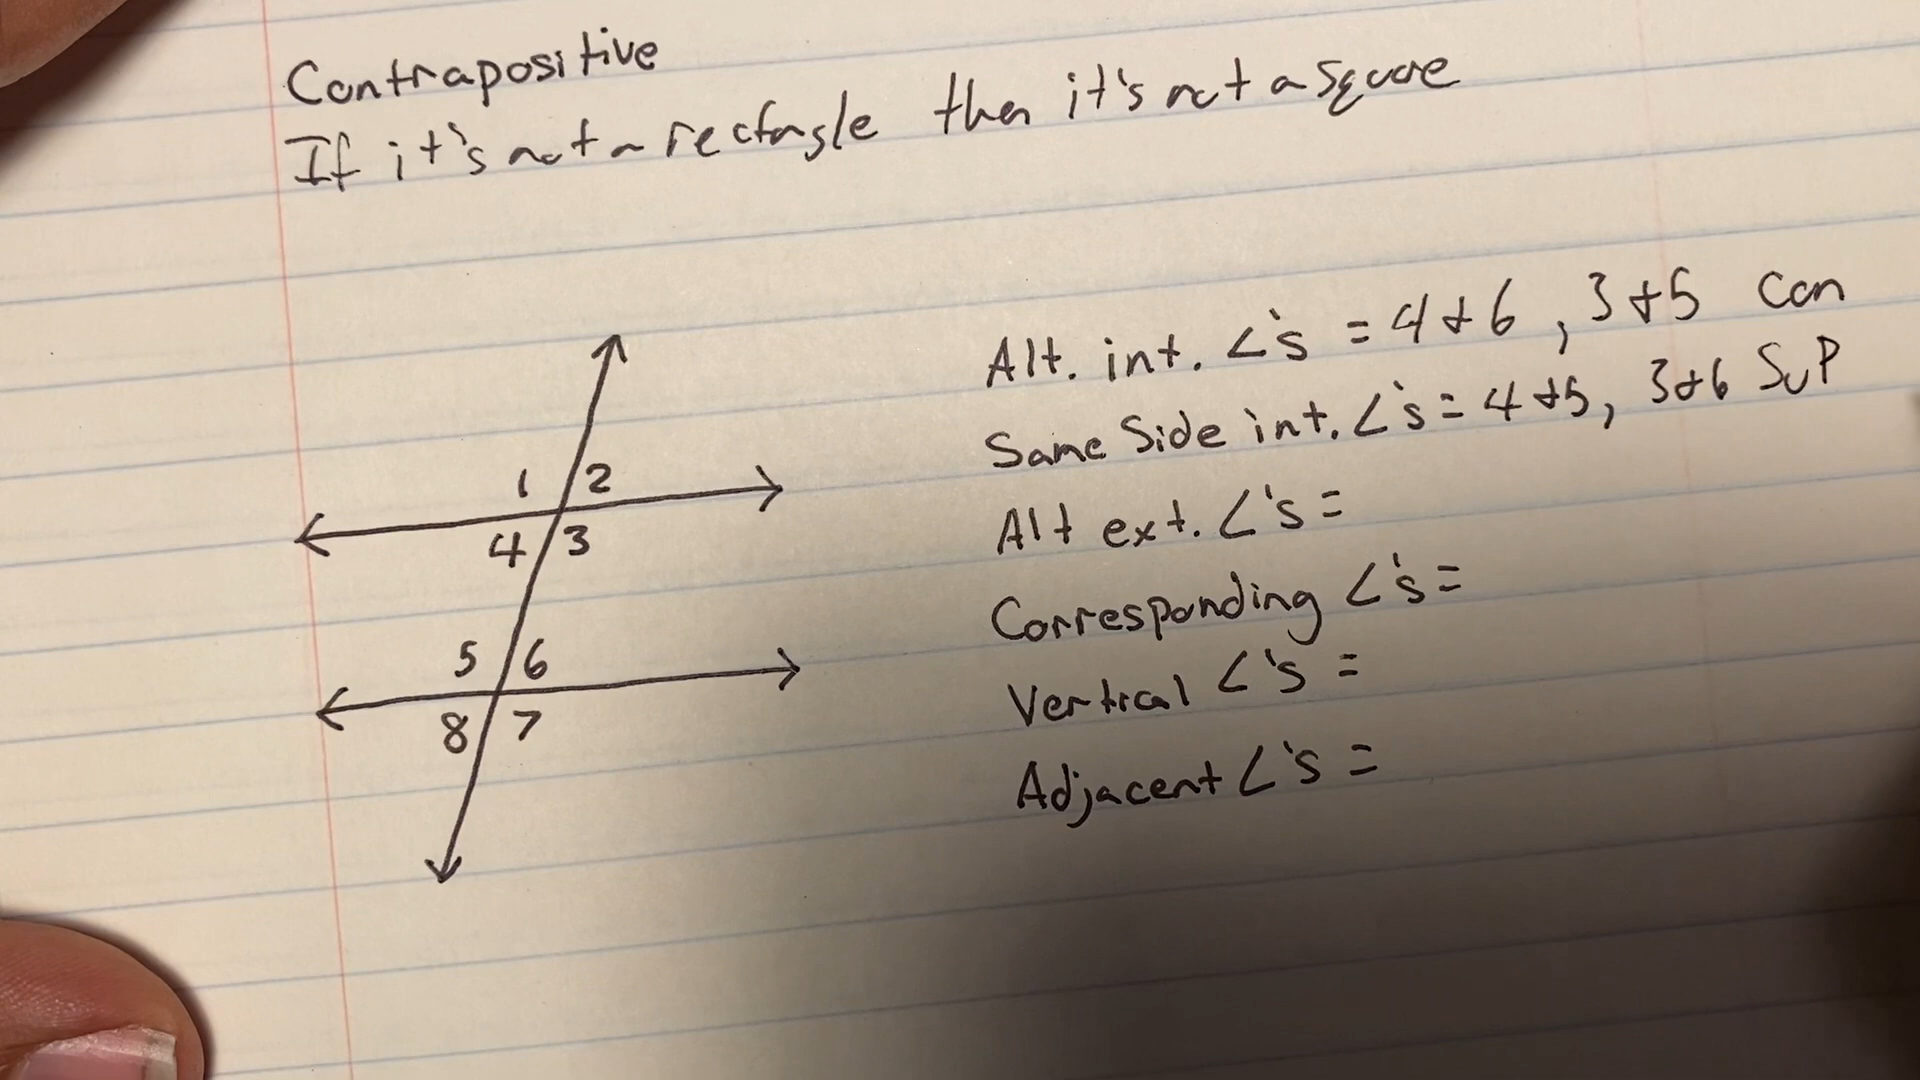 Contrapositive
If it's not a rectangle then it's not a square
Alt. int. ∠'s = 4 & 6, 3 & 5 Con
Same Side int. ∠'s = 4 & 5, 3 & 6 SuP
Alt ext. ∠'s =
Corresponding ∠'s =
Vertical ∠'s =
Adjacent ∠'s =
1 2
4 3
5 6
8 7